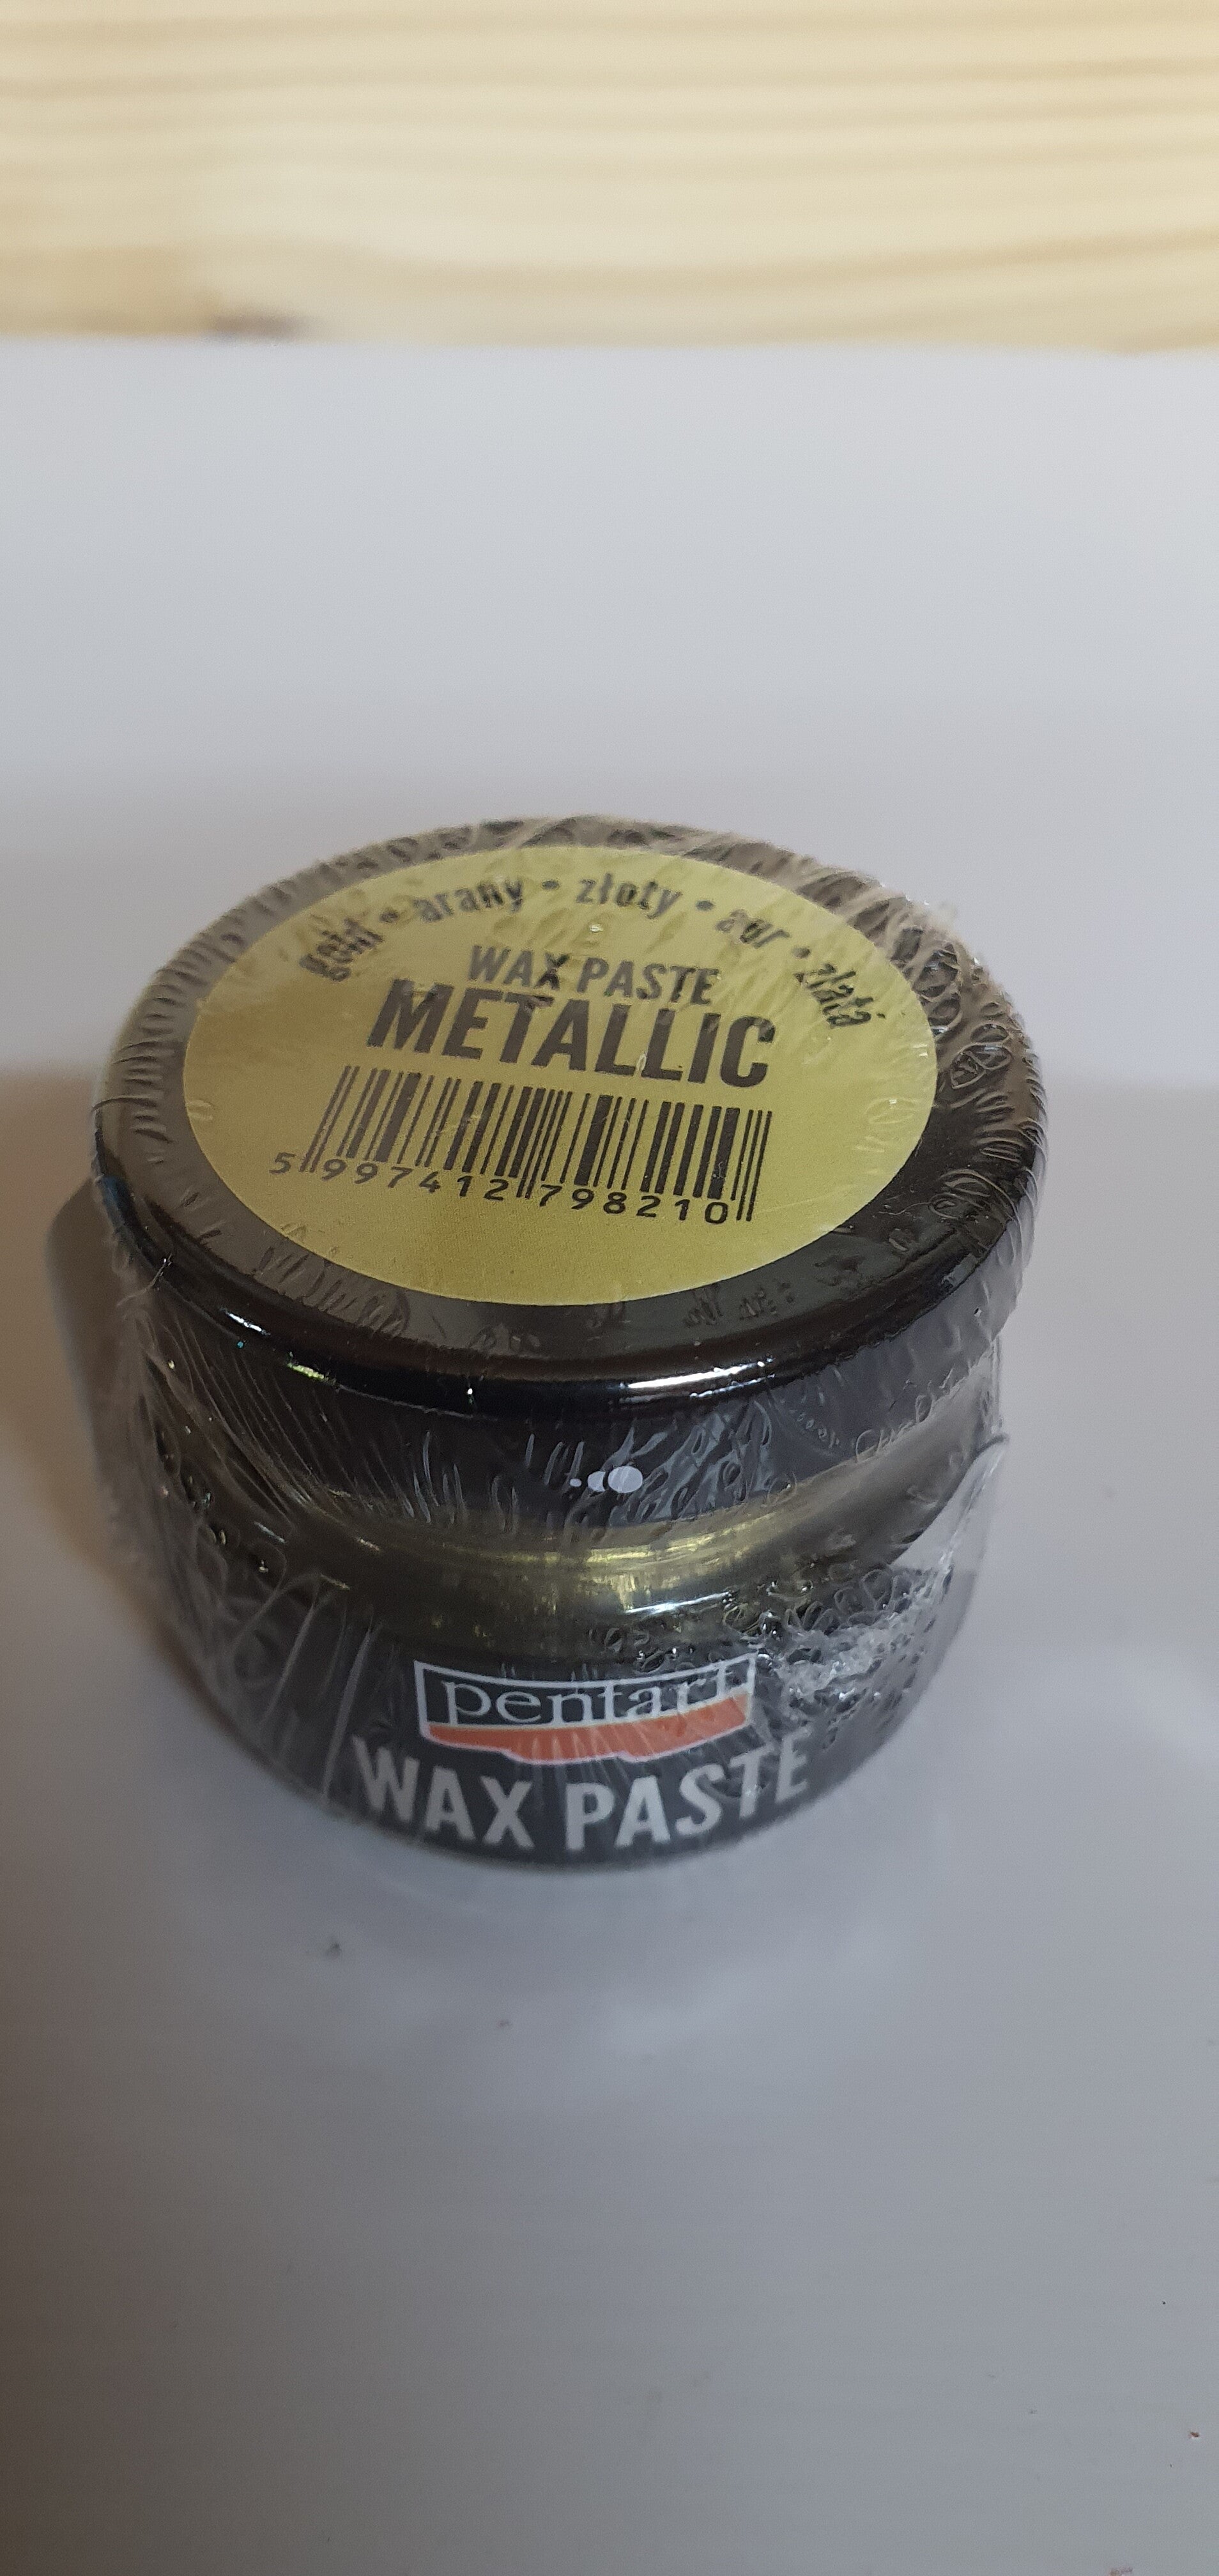 gold • arany • złoty • aur • zlatá
WAX PASTE
METALLIC
5 997412 798210
pentart
WAX PASTE